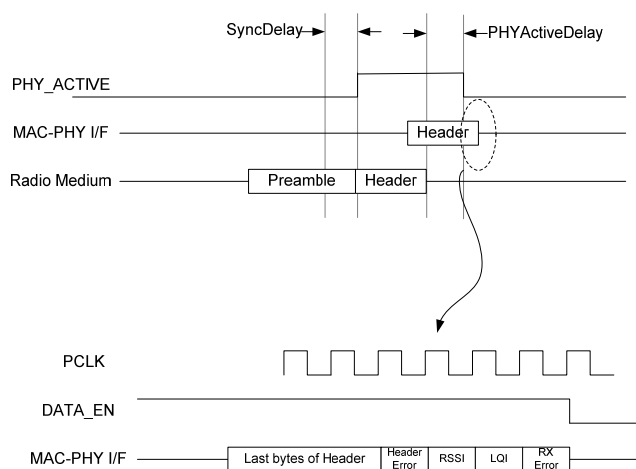 SyncDelay
PHYActiveDelay
PHY_ACTIVE
MAC-PHY I/F
Header
Radio Medium
Preamble
Header
PCLK
DATA_EN
MAC-PHY I/F
Last bytes of Header
Header
Error
RSSI
LQI
RX
Error